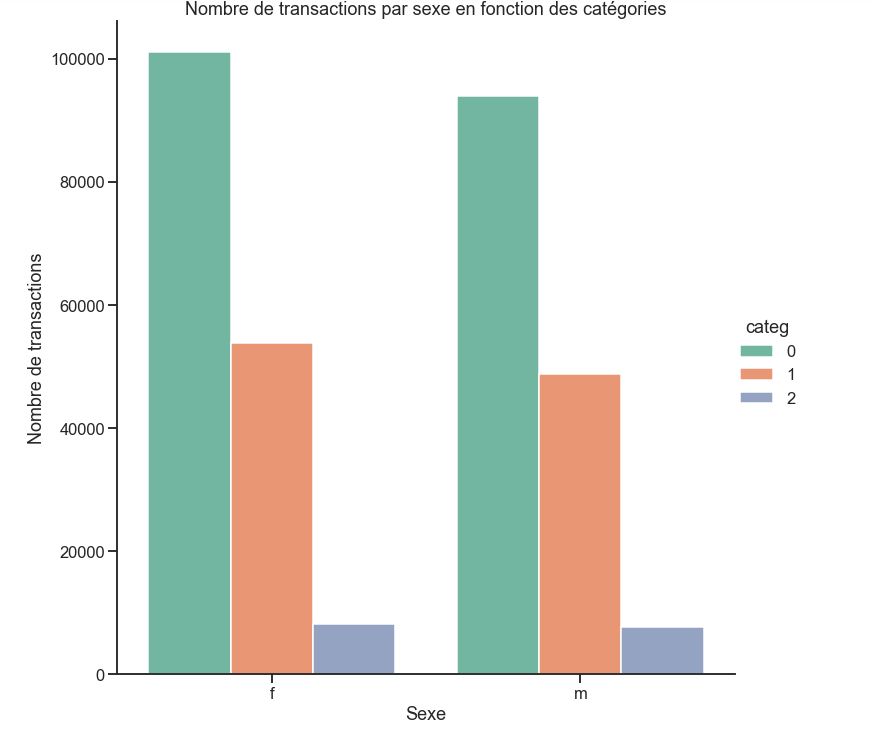 Nombre de transactions par sexe en fonction des catégories
100000
80000
60000
40000
20000
0
Nombre de transactions
f
m
Sexe
categ
0
1
2